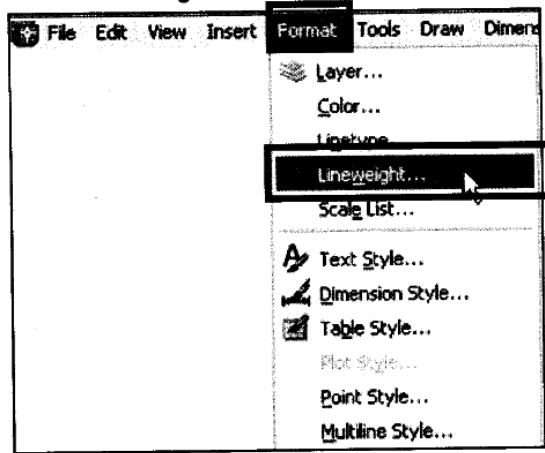 File Edit View Insert Format Tools Draw Dimens
Layer...
Color...
Linetype...
Lineweight...
Scale List...
Text Style...
Dimension Style...
Table Style...
Plot Style...
Point Style...
Multiline Style...